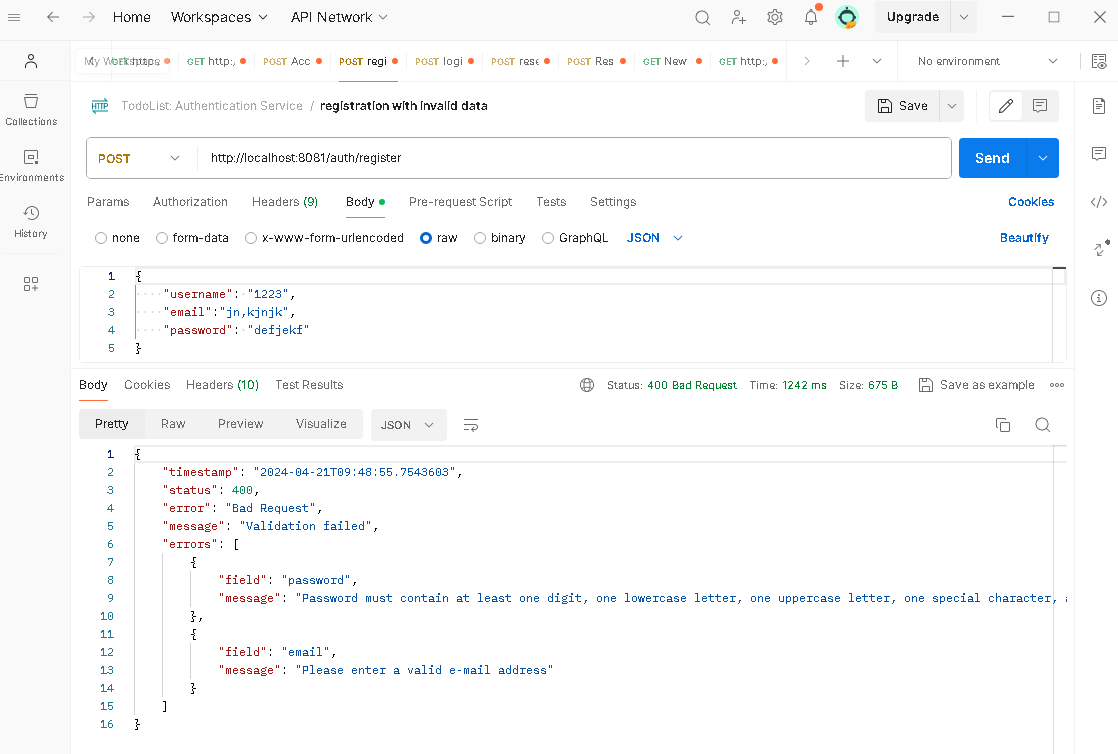 Home Workspaces API Network Upgrade
My Workspace GET http: POST Acc POST regi POST logi POST rese POST Res GET New GET http: No environment
HTTP TodoList: Authentication Service / registration with invalid data Save
Collections
POST http://localhost:8081/auth/register Send
Environments
Params Authorization Headers (9) Body Pre-request Script Tests Settings Cookies
History
none form-data x-www-form-urlencoded raw binary GraphQL JSON Beautify
1 {
2 "username": "1223",
3 "email":"jn,kjnjk",
4 "password": "defjekf"
5 }
Body Cookies Headers (10) Test Results Status: 400 Bad Request Time: 1242 ms Size: 675 B Save as example
Pretty Raw Preview Visualize JSON
1 {
2 "timestamp": "2024-04-21T09:48:55.7543603",
3 "status": 400,
4 "error": "Bad Request",
5 "message": "Validation failed",
6 "errors": [
7 {
8 "field": "password",
9 "message": "Password must contain at least one digit, one lowercase letter, one uppercase letter, one special character,
10 },
11 {
12 "field": "email",
13 "message": "Please enter a valid e-mail address"
14 }
15 ]
16 }